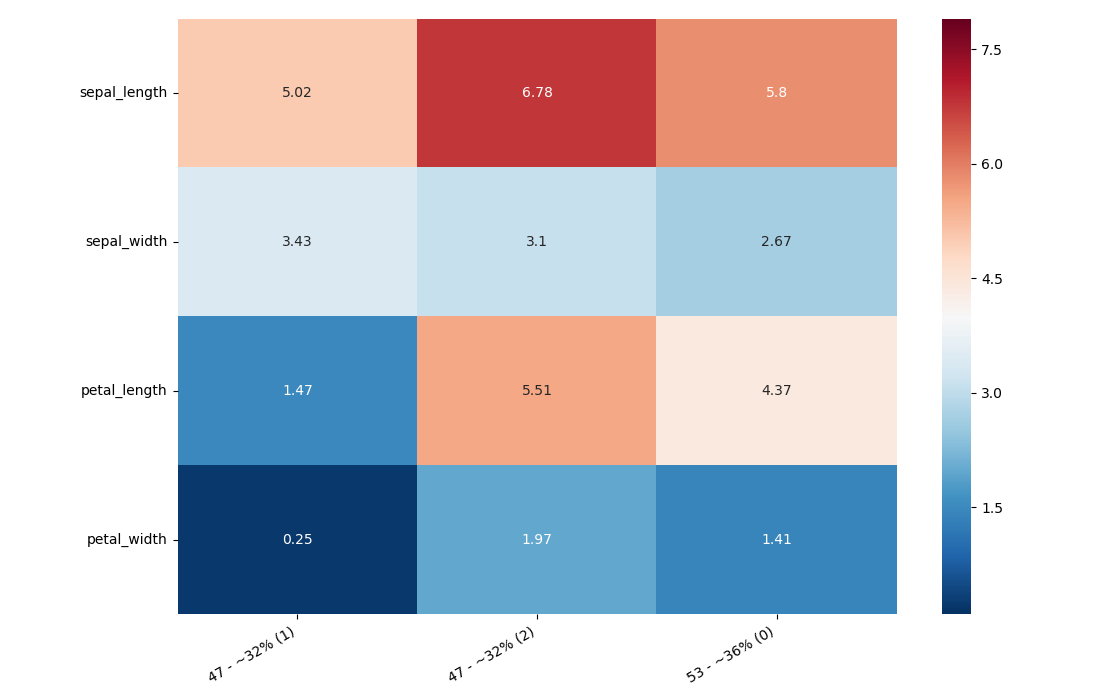 sepal_length 5.02 6.78 5.8
sepal_width 3.43 3.1 2.67
petal_length 1.47 5.51 4.37
petal_width 0.25 1.97 1.41
47 - ~32% (1) 47 - ~32% (2) 53 - ~36% (0)
7.5
6.0
4.5
3.0
1.5